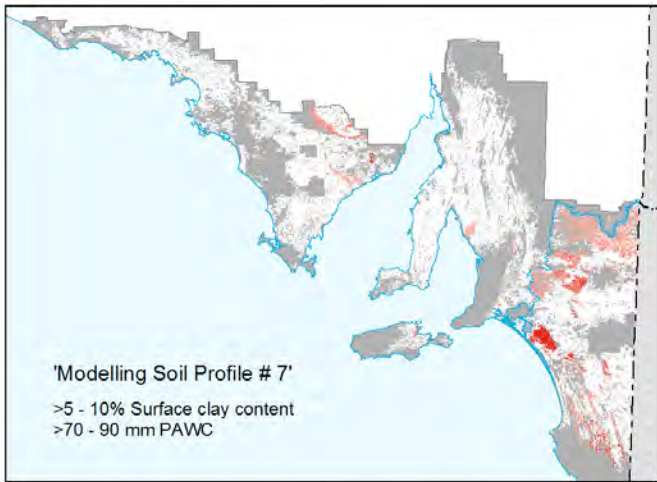 'Modelling Soil Profile # 7'
>5 - 10% Surface clay content
>70 - 90 mm PAWC